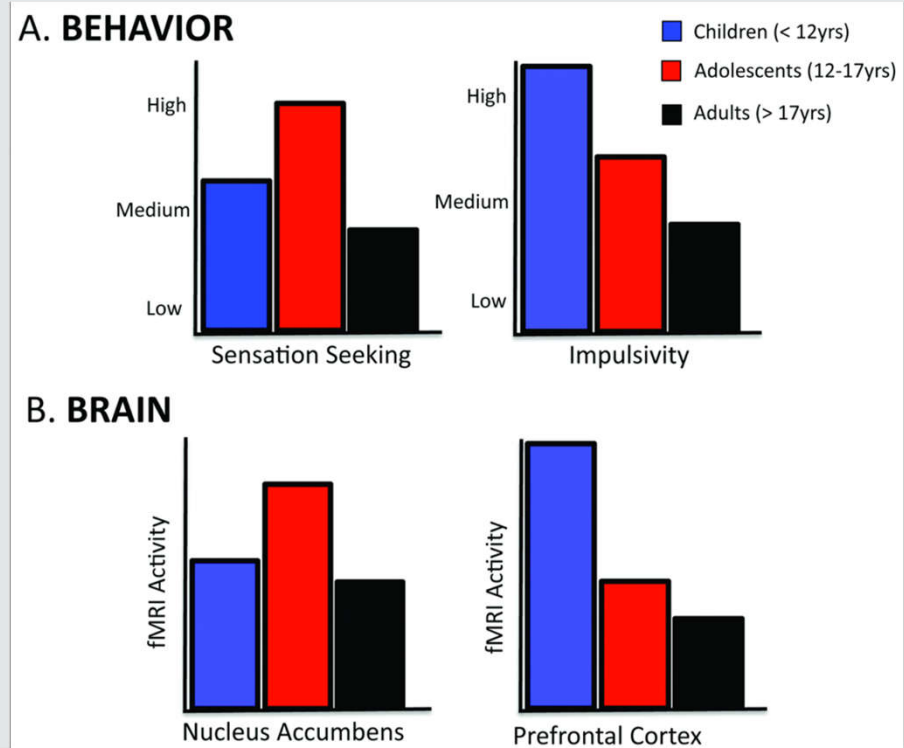 A. BEHAVIOR
Children (< 12yrs)
Adolescents (12-17yrs)
Adults (> 17yrs)
High
Medium
Low
Sensation Seeking
High
Medium
Low
Impulsivity
B. BRAIN
fMRI Activity
Nucleus Accumbens
fMRI Activity
Prefrontal Cortex